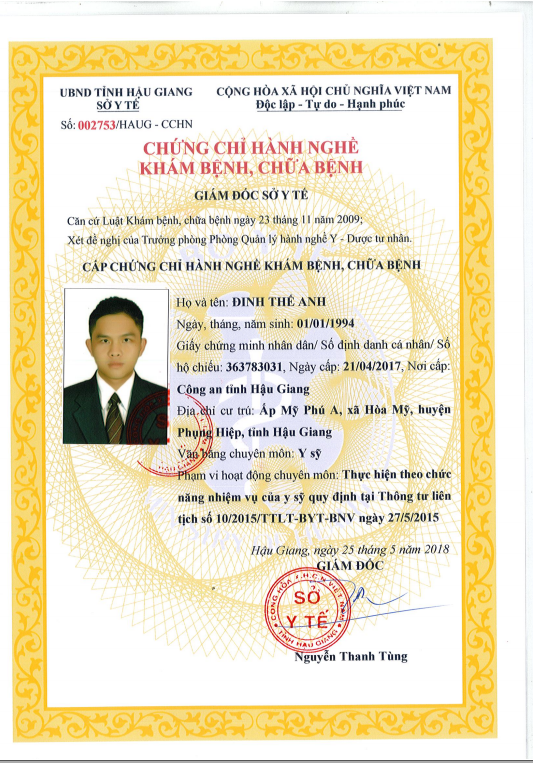 UBND TỈNH HẬU GIANG
SỞ Y TẾ
CỘNG HÒA XÃ HỘI CHỦ NGHĨA VIỆT NAM
Độc lập - Tự do - Hạnh phúc
Số: 002753/HAUG - CCHN
CHỨNG CHỈ HÀNH NGHỀ
KHÁM BỆNH, CHỮA BỆNH
GIÁM ĐỐC SỞ Y TẾ
Căn cứ Luật Khám bệnh, chữa bệnh ngày 23 tháng 11 năm 2009;
Xét đề nghị của Trưởng phòng Phòng Quản lý hành nghề Y - Dược tư nhân.
CẤP CHỨNG CHỈ HÀNH NGHỀ KHÁM BỆNH, CHỮA BỆNH
Họ và tên: ĐINH THẾ ANH
Ngày, tháng, năm sinh: 01/01/1994
Giấy chứng minh nhân dân/ Số định danh cá nhân/ Số
hộ chiếu: 363783031, Ngày cấp: 21/04/2017, Nơi cấp:
Công an tỉnh Hậu Giang
Địa chỉ cư trú: Ấp Mỹ Phú A, xã Hòa Mỹ, huyện
Phụng Hiệp, tỉnh Hậu Giang
Văn bằng chuyên môn: Y sỹ
Phạm vi hoạt động chuyên môn: Thực hiện theo chức
năng nhiệm vụ của y sỹ quy định tại Thông tư liên
tịch số 10/2015/TTLT-BYT-BNV ngày 27/5/2015
Hậu Giang, ngày 25 tháng 5 năm 2018
GIÁM ĐỐC
CỘNG HÒA X.H.C.N VIỆT NAM
SỞ
Y TẾ
TỈNH HẬU GIANG
Nguyễn Thanh Tùng